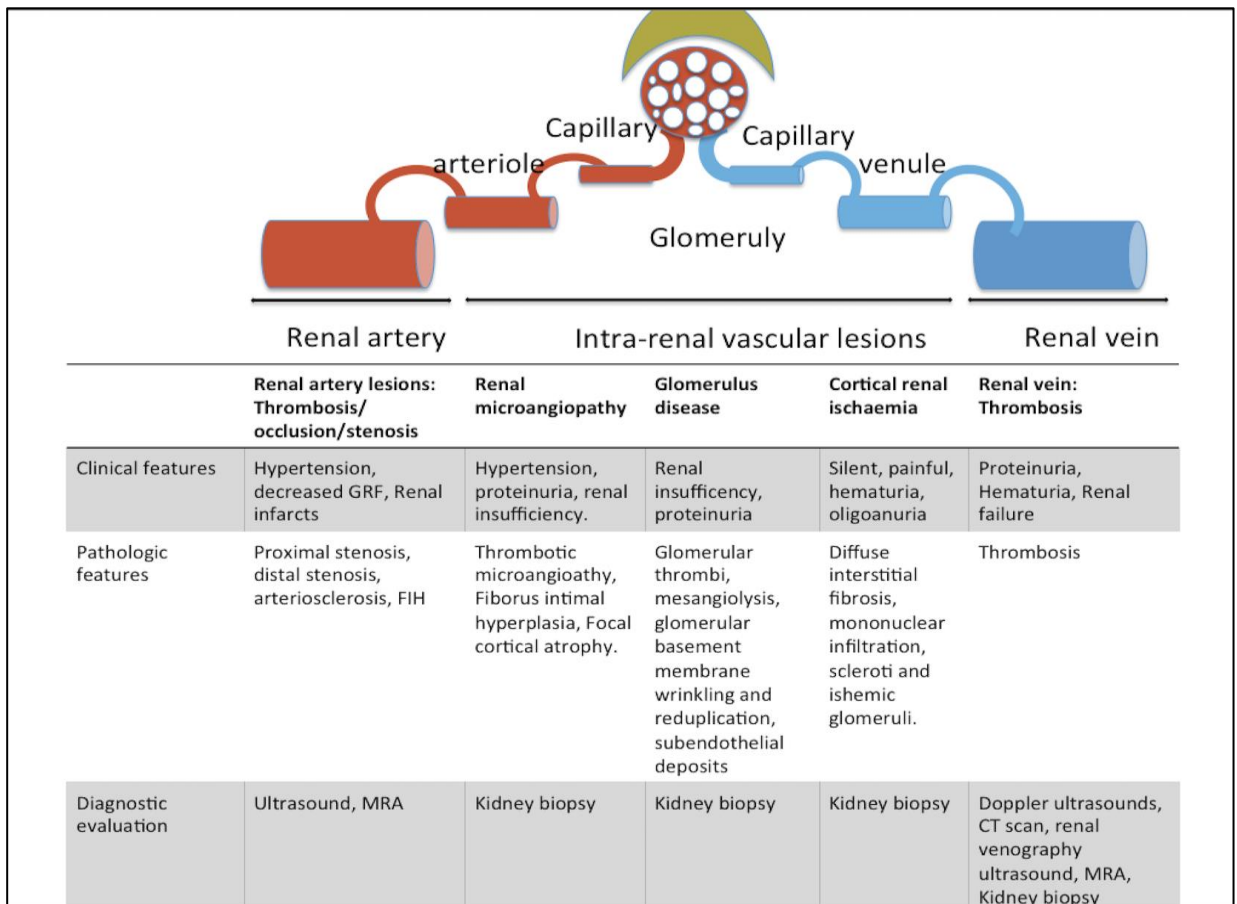 Capillary
Capillary
arteriole
venule
Glomeruly
Renal artery
Intra-renal vascular lesions
Renal vein
Renal artery lesions:
Thrombosis/
occlusion/stenosis
Renal
microangiopathy
Glomerulus
disease
Cortical renal
ischaemia
Renal vein:
Thrombosis
Clinical features
Hypertension,
decreased GRF, Renal
infarcts
Hypertension,
proteinuria, renal
insufficiency.
Renal
insufficency,
proteinuria
Silent, painful,
hematuria,
oligoanuria
Proteinuria,
Hematuria, Renal
failure
Pathologic
features
Proximal stenosis,
distal stenosis,
arteriosclerosis, FIH
Thrombotic
microangioathy,
Fiborus intimal
hyperplasia, Focal
cortical atrophy.
Glomerular
thrombi,
mesangiolysis,
glomerular
basement
membrane
wrinkling and
reduplication,
subendothelial
deposits
Diffuse
interstitial
fibrosis,
mononuclear
infiltration,
scleroti and
ishemic
glomeruli.
Thrombosis
Diagnostic
evaluation
Ultrasound, MRA
Kidney biopsy
Kidney biopsy
Kidney biopsy
Doppler ultrasounds,
CT scan, renal
venography
ultrasound, MRA,
Kidney biopsy